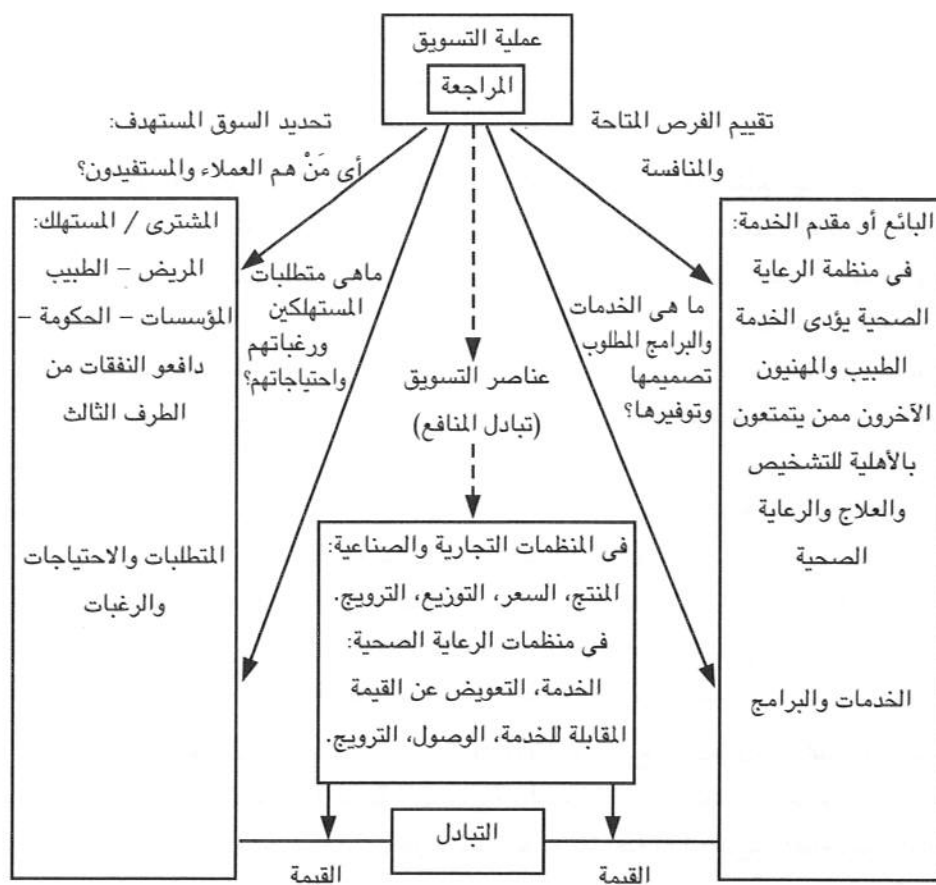 عملية التسويق
المراجعة
تقييم الفرص المتاحة
والمنافسة
تحديد السوق المستهدف:
أى مَنْ هم العملاء والمستفيدون؟
البائع أو مقدم الخدمة:
فى منظمة الرعاية
الصحية يؤدى الخدمة
الطبيب والمهنيون
الآخرون ممن يتمتعون
بالأهلية للتشخيص
والعلاج والرعاية
الصحية
الخدمات والبرامج
ما هى الخدمات
والبرامج المطلوب
تصميمها
وتوفيرها؟
عناصر التسويق
(تبادل المنافع)
ماهى متطلبات
المستهلكين
ورغباتهم
واحتياجاتهم؟
المشترى / المستهلك:
المريض – الطبيب
المؤسسات – الحكومة –
دافعو النفقات من
الطرف الثالث
المتطلبات والاحتياجات
والرغبات
فى المنظمات التجارية والصناعية:
المنتج، السعر، التوزيع، الترويج.
فى منظمات الرعاية الصحية:
الخدمة، التعويض عن القيمة
المقابلة للخدمة، الوصول، الترويج.
التبادل
القيمة
القيمة